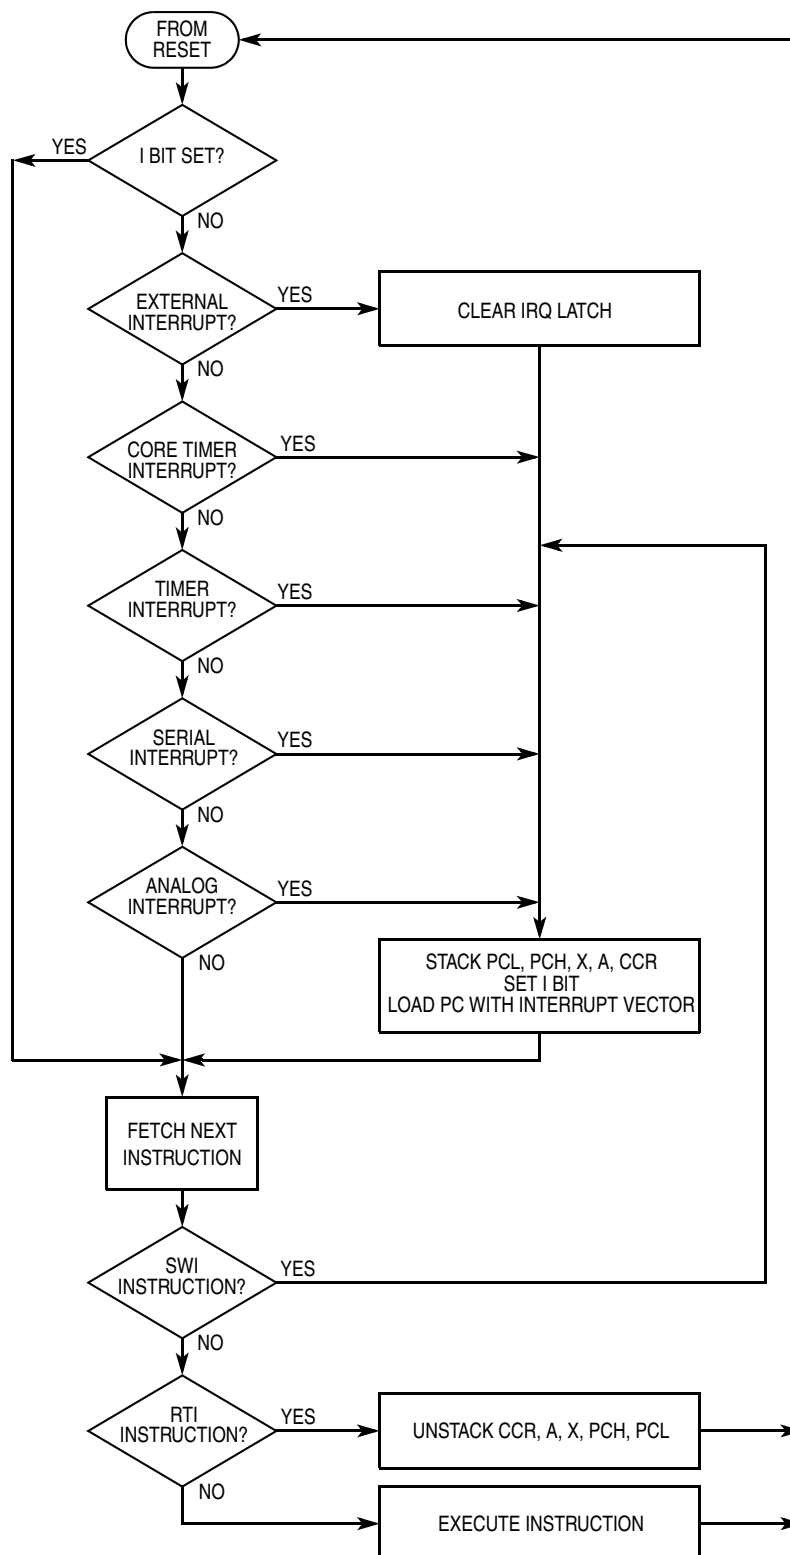 FROM
RESET
YES
I BIT SET?
NO
EXTERNAL
INTERRUPT?
YES
CLEAR IRQ LATCH
NO
CORE TIMER
INTERRUPT?
YES
NO
TIMER
INTERRUPT?
YES
NO
SERIAL
INTERRUPT?
YES
NO
ANALOG
INTERRUPT?
YES
NO
STACK PCL, PCH, X, A, CCR
SET I BIT
LOAD PC WITH INTERRUPT VECTOR
FETCH NEXT
INSTRUCTION
SWI
INSTRUCTION?
YES
NO
RTI
INSTRUCTION?
YES
UNSTACK CCR, A, X, PCH, PCL
NO
EXECUTE INSTRUCTION